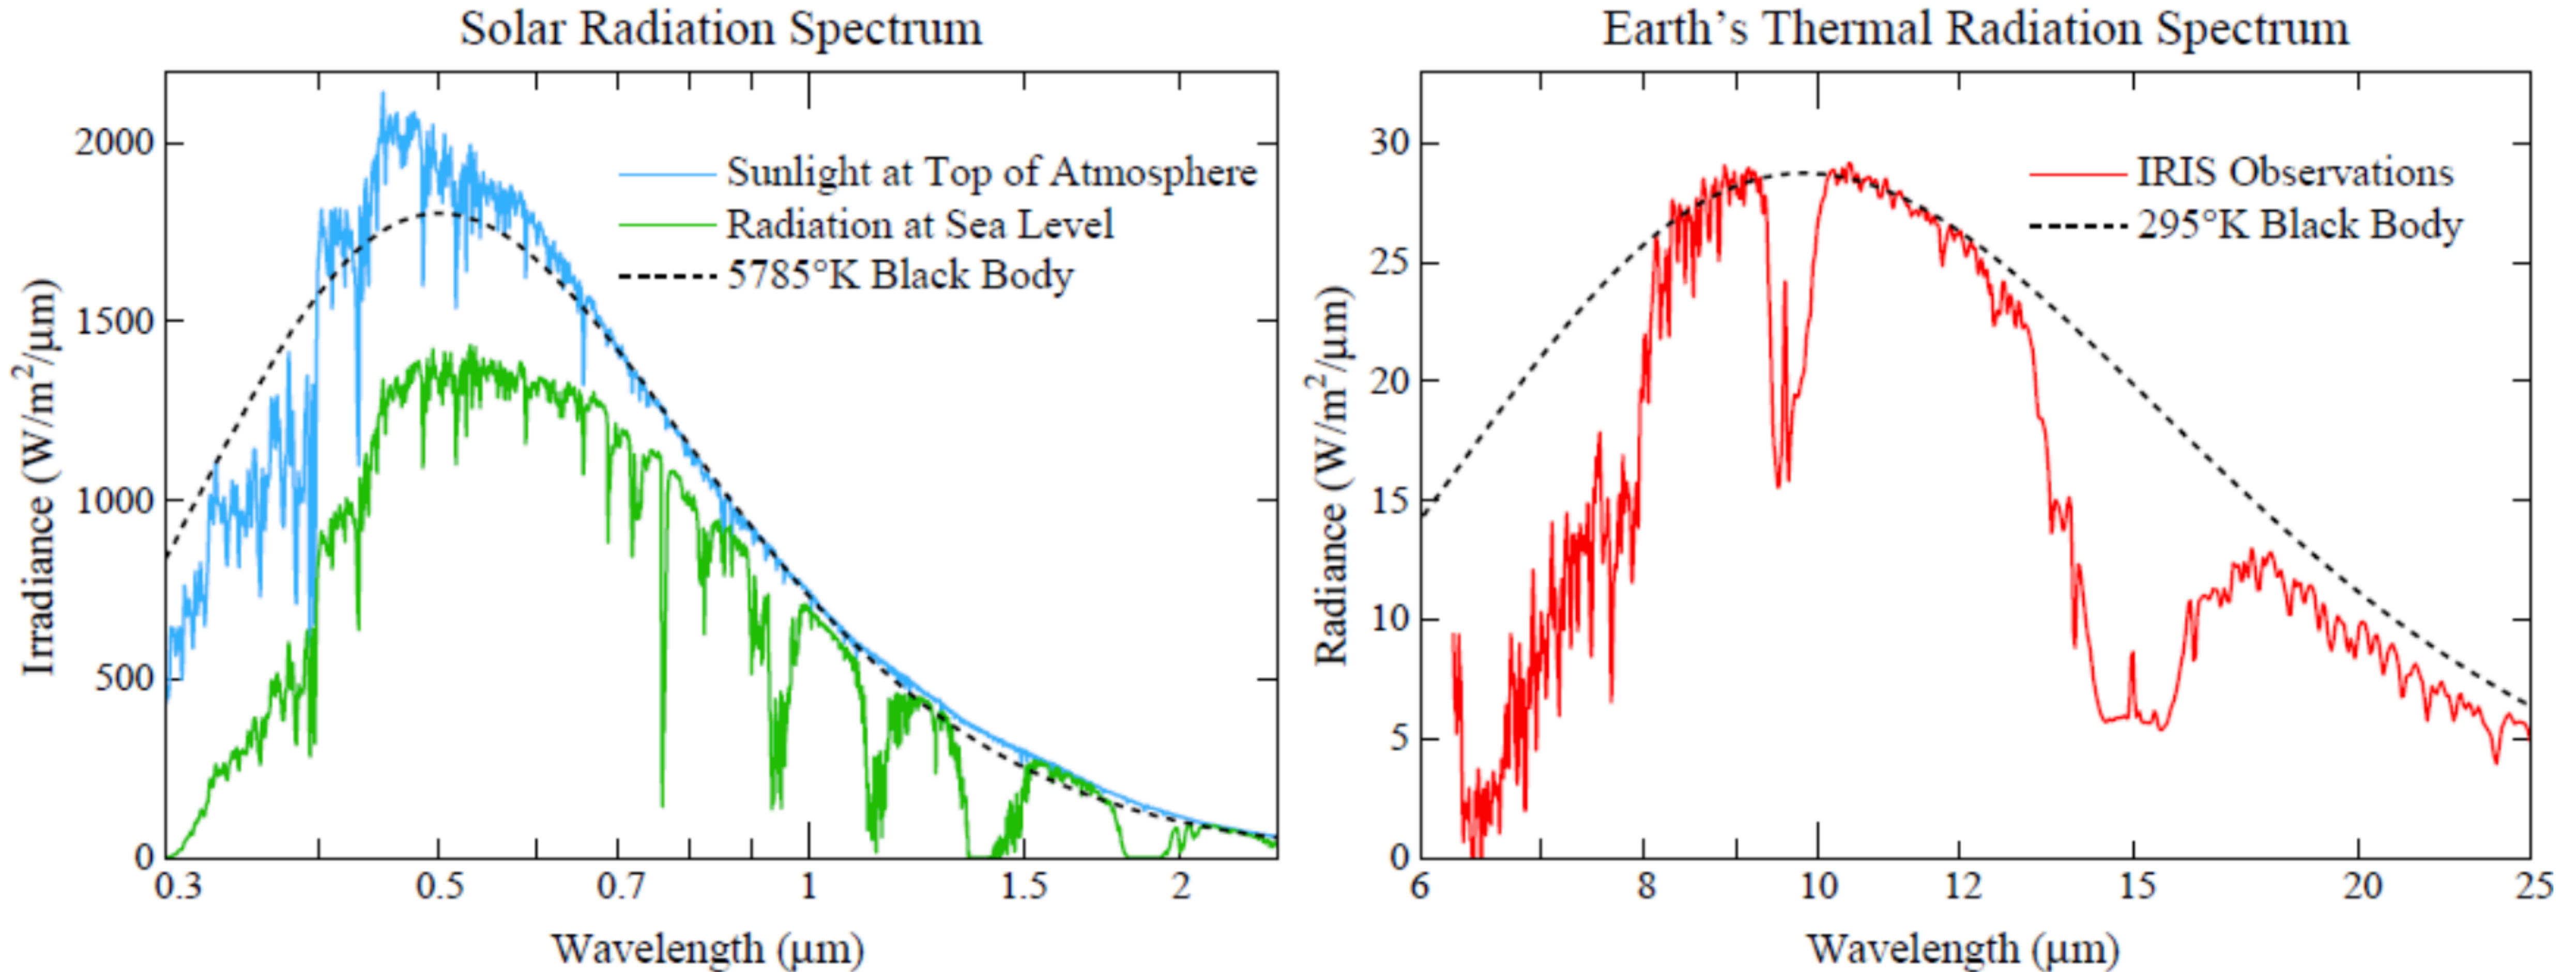 Solar Radiation Spectrum
Irradiance (W/m²/μm)
2000
1500
1000
500
0
Sunlight at Top of Atmosphere
Radiation at Sea Level
5785°K Black Body
0.3 0.5 0.7 1 1.5 2
Wavelength (μm)
Earth's Thermal Radiation Spectrum
Radiance (W/m²/μm)
30
25
20
15
10
5
0
IRIS Observations
295°K Black Body
6 8 10 12 15 20 25
Wavelength (μm)